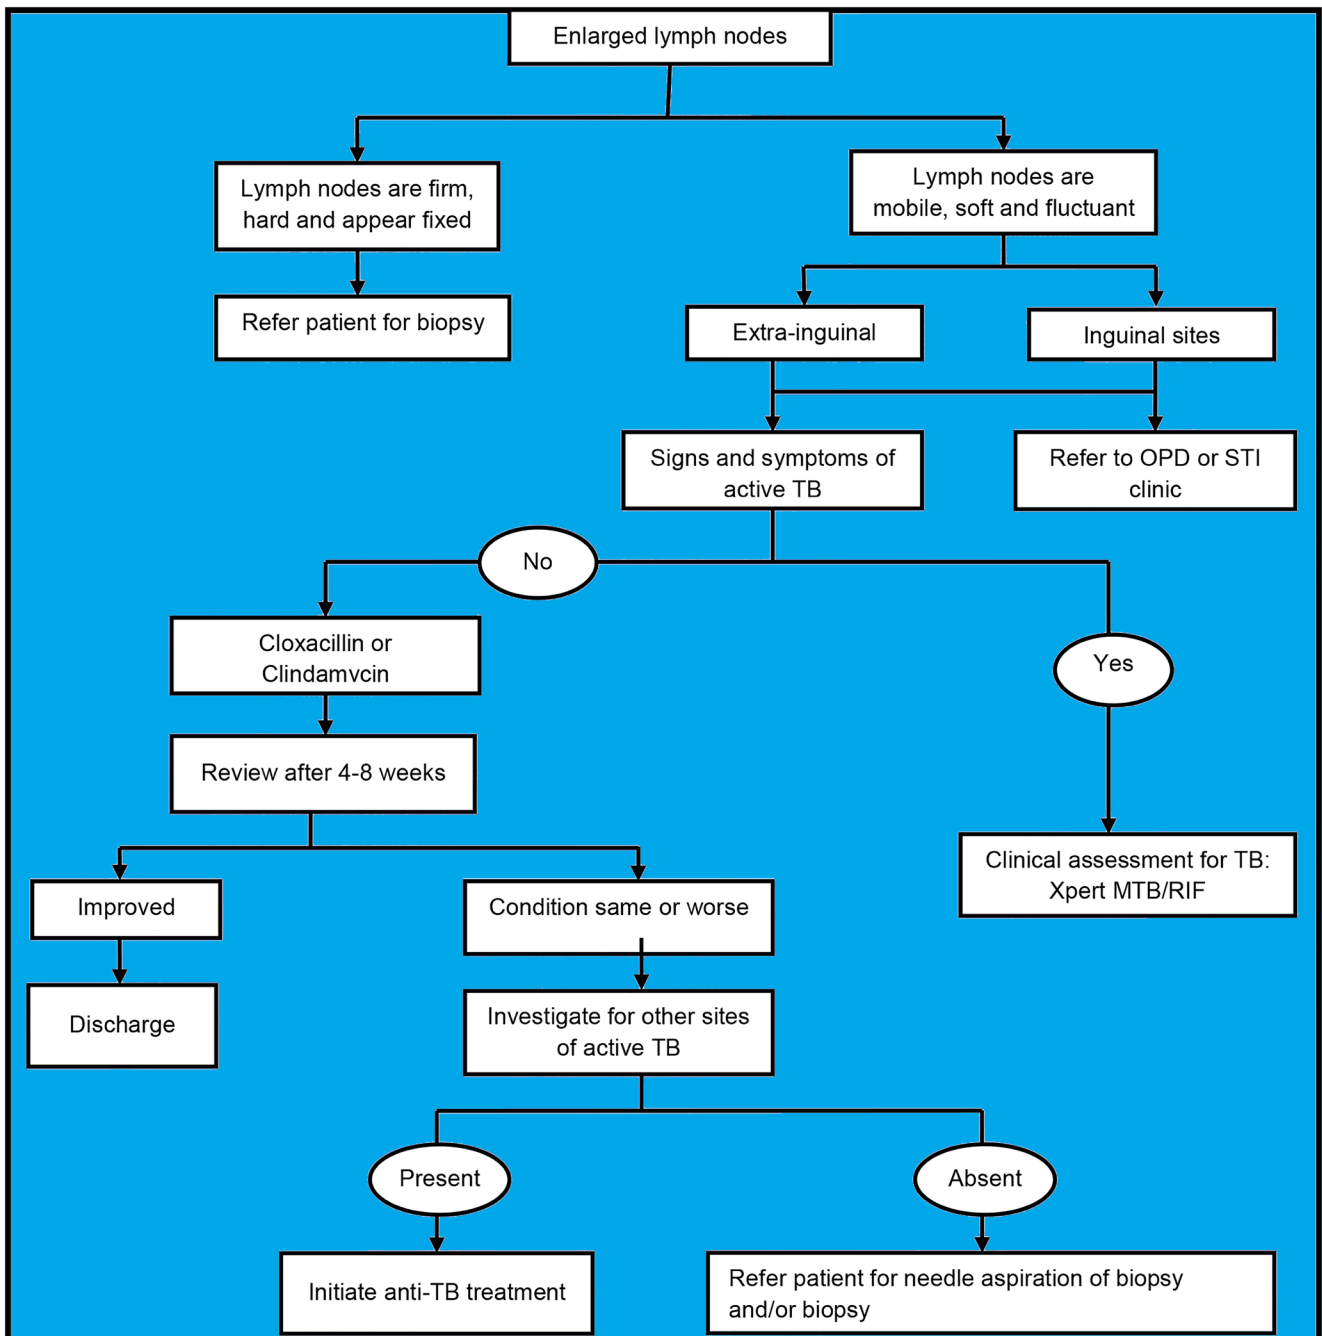 Enlarged lymph nodes
Lymph nodes are firm,
hard and appear fixed
Lymph nodes are
mobile, soft and fluctuant
Refer patient for biopsy
Extra-inguinal
Inguinal sites
Signs and symptoms of
active TB
Refer to OPD or STI
clinic
No
Yes
Cloxacillin or
Clindamvcin
Review after 4-8 weeks
Clinical assessment for TB:
Xpert MTB/RIF
Improved
Condition same or worse
Discharge
Investigate for other sites
of active TB
Present
Absent
Initiate anti-TB treatment
Refer patient for needle aspiration of biopsy
and/or biopsy